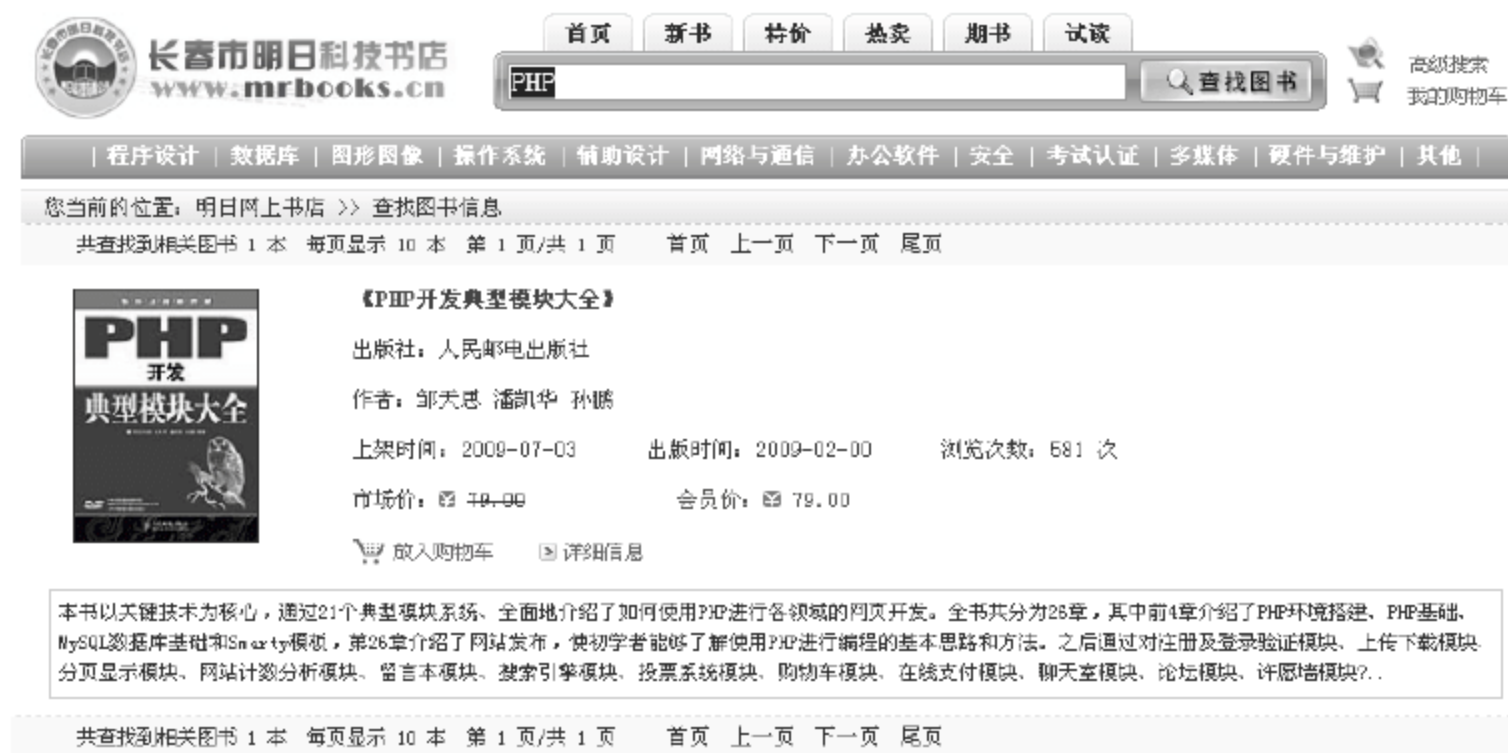 首页 新书 特价 热卖 期书 试读
长春市明日科技书店
www.mrbooks.cn
PHP
查找图书
高级搜索
我的购物车
| 程序设计 | 数据库 | 图形图像 | 操作系统 | 辅助设计 | 网络与通信 | 办公软件 | 安全 | 考试认证 | 多媒体 | 硬件与维护 | 其他 |
您当前的位置：明日网上书店 >> 查找图书信息
共查找到相关图书 1 本 每页显示 10 本 第 1 页/共 1 页 首页 上一页 下一页 尾页
PHP
开发
典型模块大全
《PHP开发典型模块大全》
出版社：人民邮电出版社
作者：邹天思 潘凯华 孙鹏
上架时间：2009-07-03 出版时间：2009-02-00 浏览次数：581 次
市场价：¥ 79.00 会员价：¥ 79.00
放入购物车 详细信息
本书以关键技术为核心，通过21个典型模块系统、全面地介绍了如何使用PHP进行各领域的网页开发。全书共分为26章，其中前4章介绍了PHP环境搭建、PHP基础、
MySQL数据库基础和Smarty模板，第26章介绍了网站发布，使初学者能够了解使用PHP进行编程的基本思路和方法。之后通过对注册及登录验证模块、上传下载模块、
分页显示模块、网站计数分析模块、留言本模块、搜索引擎模块、投票系统模块、购物车模块、在线支付模块、聊天室模块、论坛模块、许愿墙模块?..
共查找到相关图书 1 本 每页显示 10 本 第 1 页/共 1 页 首页 上一页 下一页 尾页